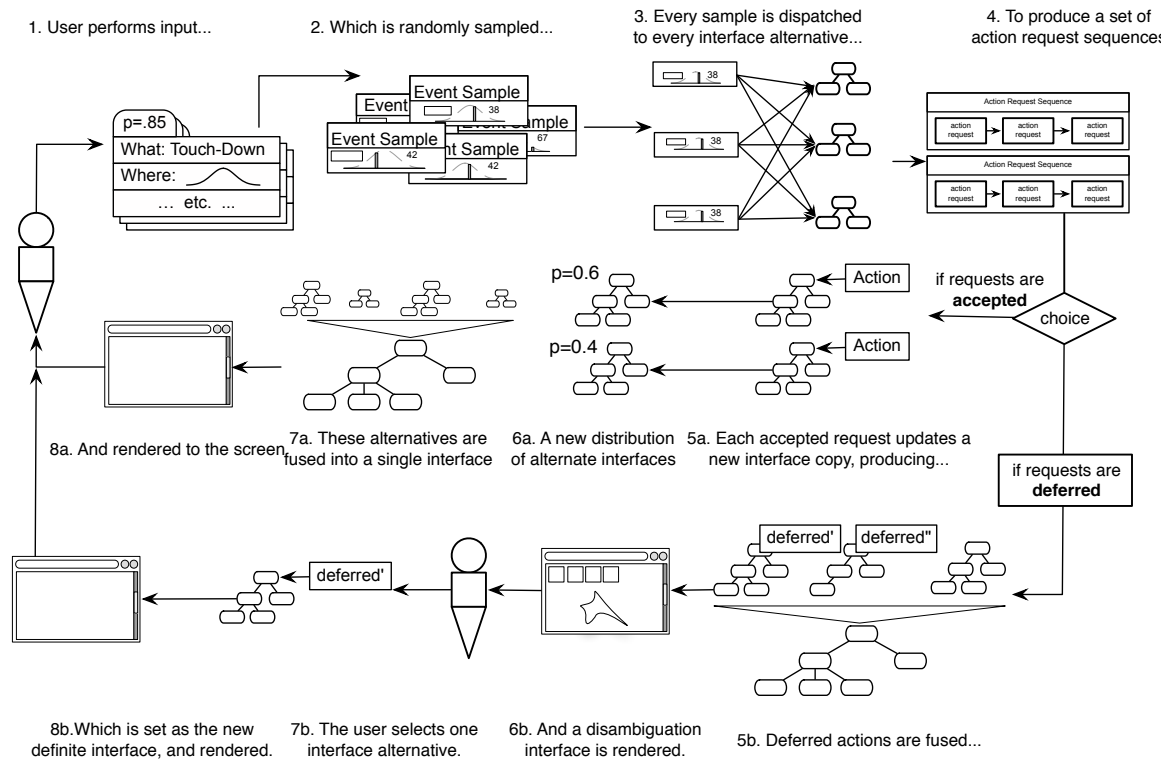 1. User performs input...
2. Which is randomly sampled...
3. Every sample is dispatched
to every interface alternative...
4. To produce a set of
action request sequences
p=.85
What: Touch-Down
Where:
... etc. ...
Event
Event Sample
38
Event Sample
67
Event Sample
42
Event Sample
42
38
38
38
Action Request Sequence
action
request
action
request
action
request
Action Request Sequence
action
request
action
request
action
request
if requests are
accepted
choice
Action
p=0.6
Action
p=0.4
8a. And rendered to the screen
7a. These alternatives are
fused into a single interface
6a. A new distribution
of alternate interfaces
5a. Each accepted request updates a
new interface copy, producing...
if requests are
deferred
deferred'
deferred"
deferred'
8b.Which is set as the new
definite interface, and rendered.
7b. The user selects one
interface alternative.
6b. And a disambiguation
interface is rendered.
5b. Deferred actions are fused...